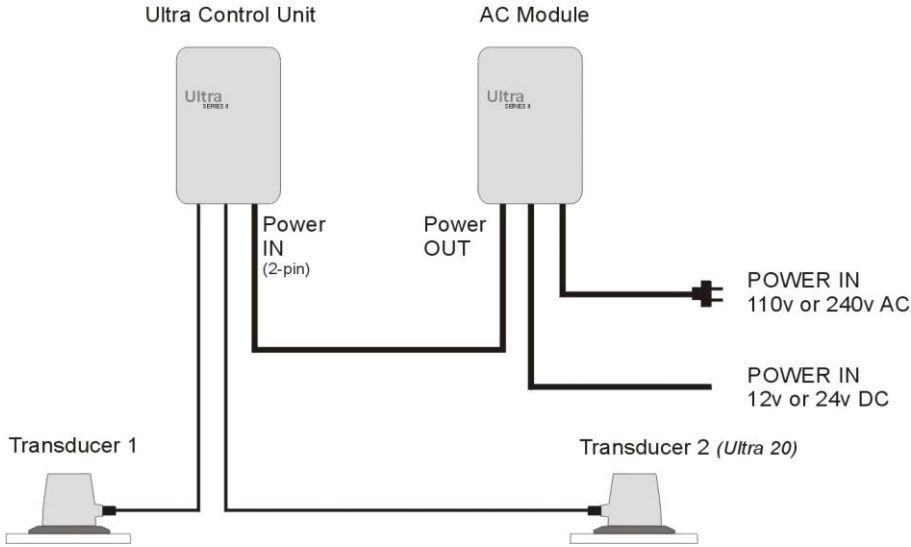 Ultra Control Unit
AC Module
Ultra
SERIES II
Ultra
SERIES II
Power
IN
(2-pin)
Power
OUT
POWER IN
110v or 240v AC
POWER IN
12v or 24v DC
Transducer 1
Transducer 2 (Ultra 20)